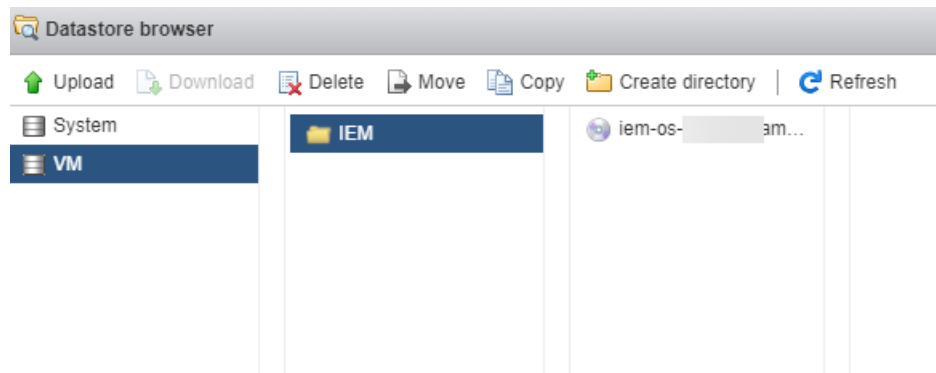 Datastore browser
Upload Download Delete Move Copy Create directory Refresh
System IEM iem-os- am...
VM